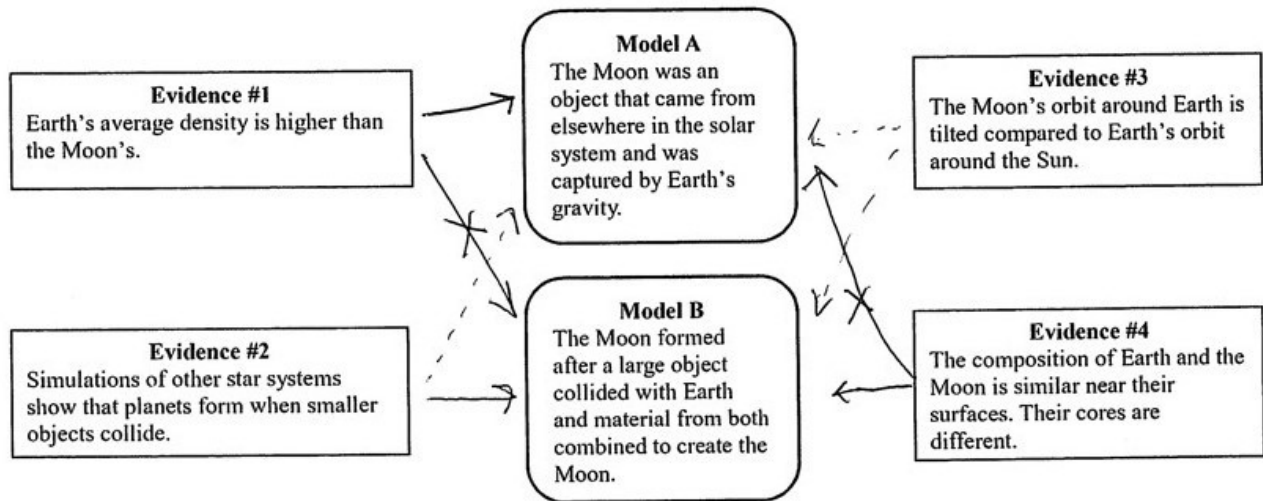 Evidence #1
Earth's average density is higher than
the Moon's.
Evidence #2
Simulations of other star systems
show that planets form when smaller
objects collide.
Model A
The Moon was an
object that came from
elsewhere in the solar
system and was
captured by Earth's
gravity.
Model B
The Moon formed
after a large object
collided with Earth
and material from both
combined to create the
Moon.
Evidence #3
The Moon's orbit around Earth is
tilted compared to Earth's orbit
around the Sun.
Evidence #4
The composition of Earth and the
Moon is similar near their
surfaces. Their cores are
different.